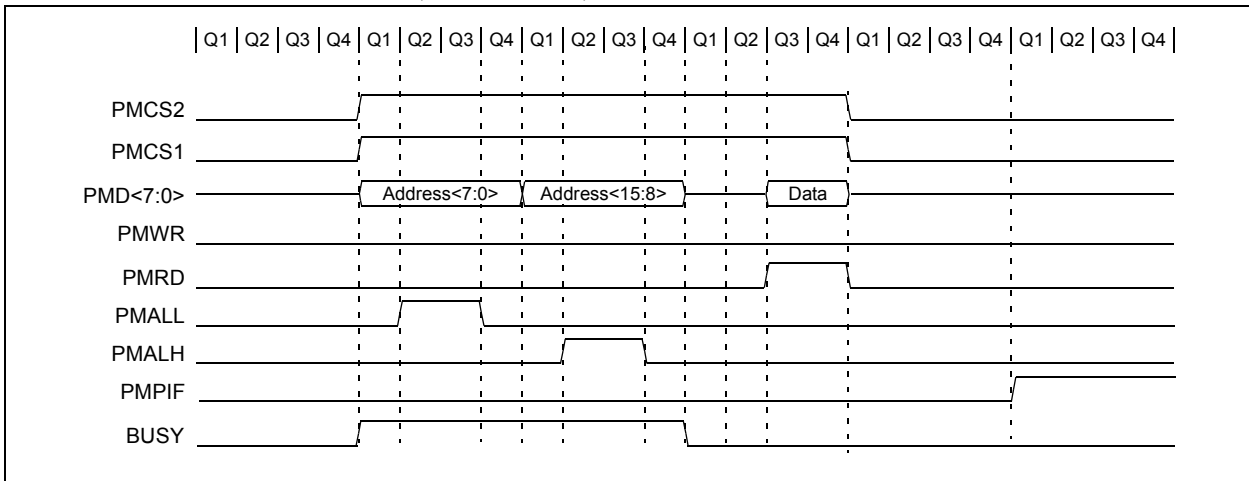 Q1 Q2 Q3 Q4 Q1 Q2 Q3 Q4 Q1 Q2 Q3 Q4 Q1 Q2 Q3 Q4 Q1 Q2 Q3 Q4 Q1 Q2 Q3 Q4
PMCS2
PMCS1
PMD<7:0> Address<7:0> Address<15:8> Data
PMWR
PMRD
PMALL
PMALH
PMPIF
BUSY